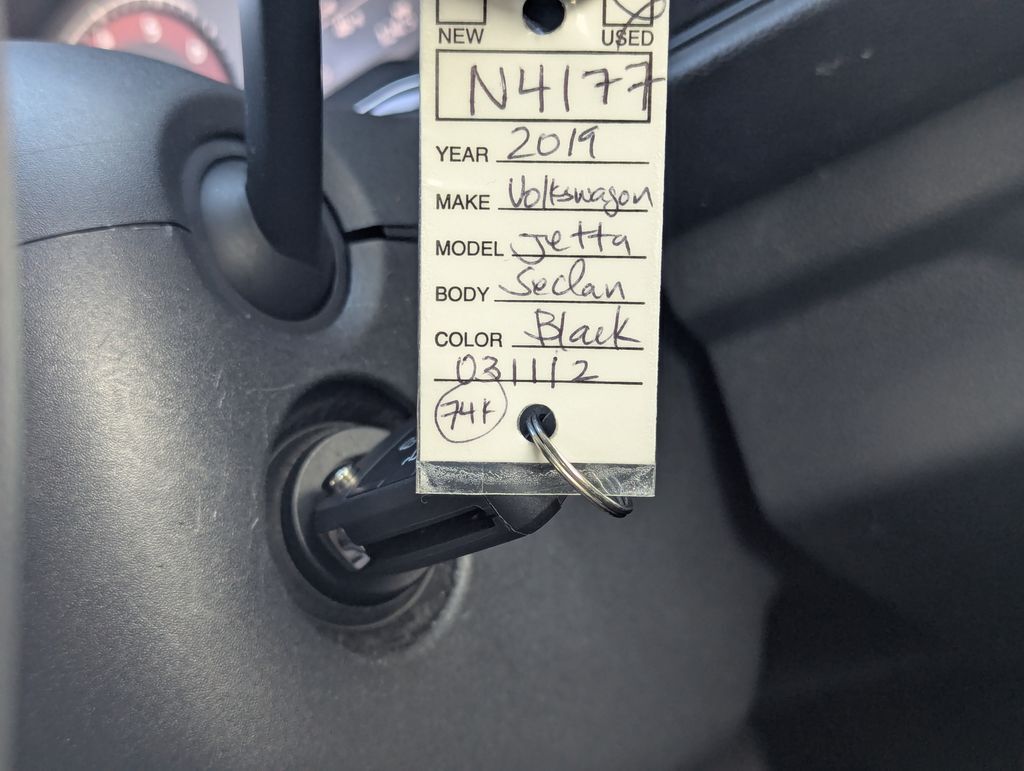 NEW USED
N4177
YEAR 2019
MAKE Volkswagon
MODEL Jetta
BODY Sedan
COLOR Black
031112
74K